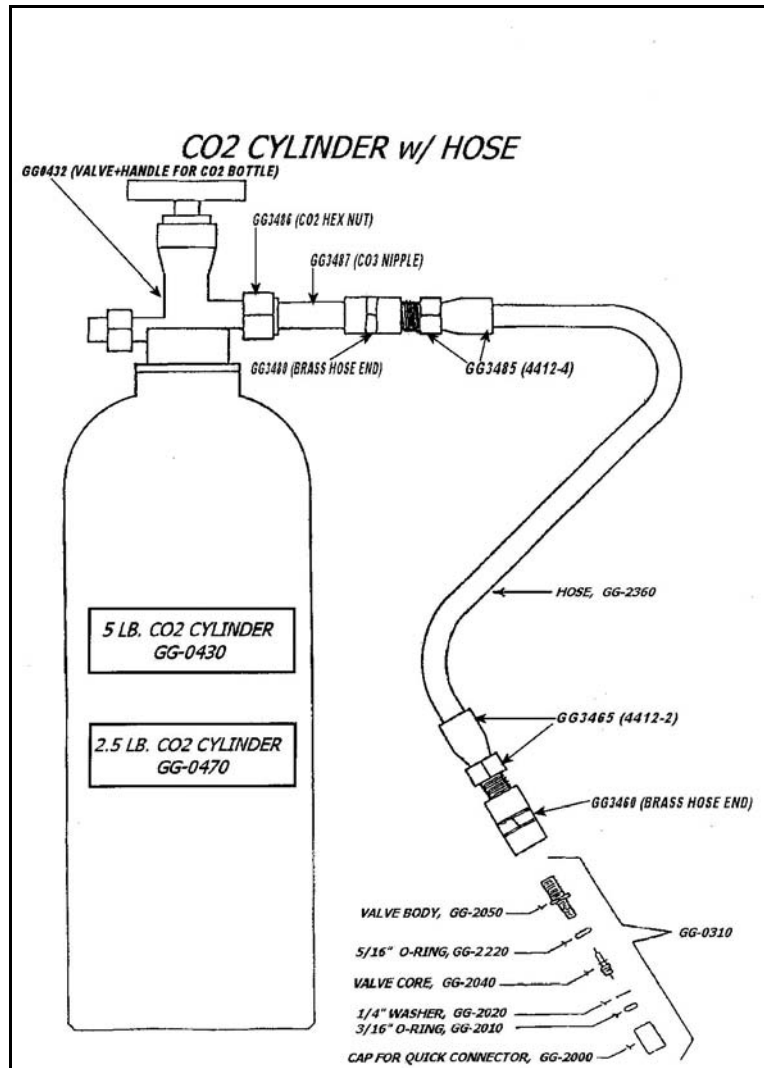 CO2 CYLINDER w/ HOSE
GG0432 (VALVE+HANDLE FOR CO2 BOTTLE)
GG3486 (CO2 HEX NUT)
GG3487 (CO3 NIPPLE)
GG3480 (BRASS HOSE END)
GG3485 (4412-4)
HOSE, GG-2360
5 LB. CO2 CYLINDER
GG-0430
2.5 LB. CO2 CYLINDER
GG-0470
GG3465 (4412-2)
GG3460 (BRASS HOSE END)
VALVE BODY, GG-2050
GG-0310
5/16" O-RING, GG-2220
VALVE CORE, GG-2040
1/4" WASHER, GG-2020
3/16" O-RING, GG-2010
CAP FOR QUICK CONNECTOR, GG-2000